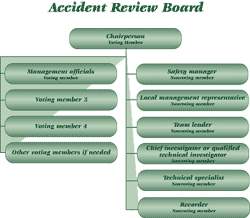 Accident Review Board
Chairperson
Voting Member
Management officials
Voting member
Voting member 3
Voting member 4
Other voting members if needed
Safety manager
Nonvoting member
Local management representative
Nonvoting member
Team leader
Nonvoting member
Chief investigator or qualified
technical investigator
Nonvoting member
Technical specialist
Nonvoting member
Recorder
Nonvoting member